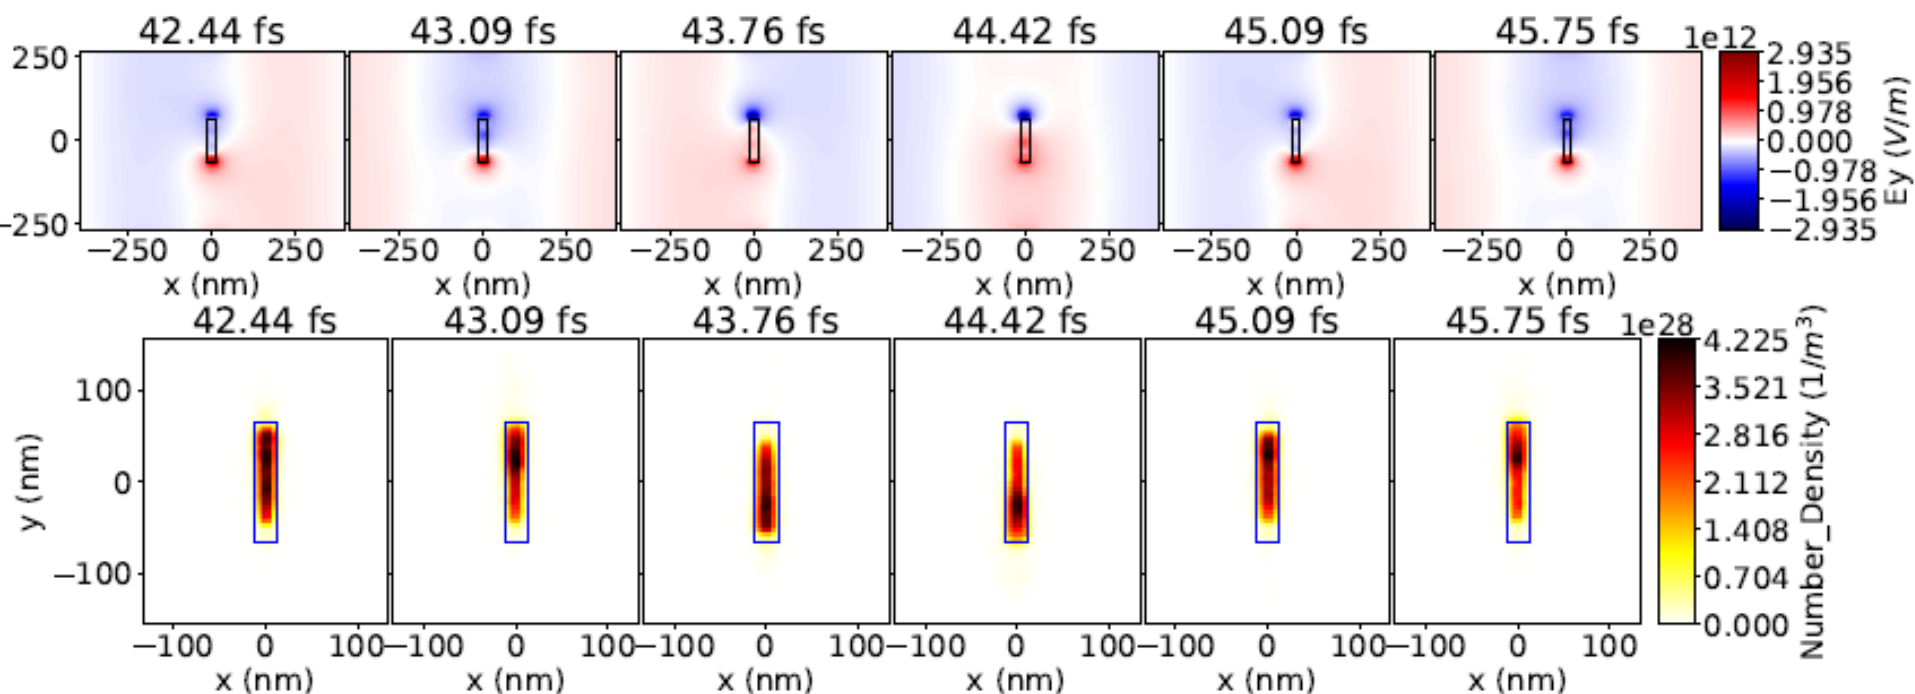 42.44 fs 43.09 fs 43.76 fs 44.42 fs 45.09 fs 45.75 fs
1e12
250
0
−250
2.935
1.956
0.978
0.000
−0.978
−1.956
−2.935
Ey (V/m)
−250 0 250 −250 0 250 −250 0 250 −250 0 250 −250 0 250 −250 0 250
x (nm) x (nm) x (nm) x (nm) x (nm) x (nm)
42.44 fs 43.09 fs 43.76 fs 44.42 fs 45.09 fs 45.75 fs
1e28
y (nm)
100
0
−100
4.225
3.521
2.816
2.112
1.408
0.704
0.000
Number_Density (1/m³)
−100 0 100 −100 0 100 −100 0 100 −100 0 100 −100 0 100 −100 0 100
x (nm) x (nm) x (nm) x (nm) x (nm) x (nm)